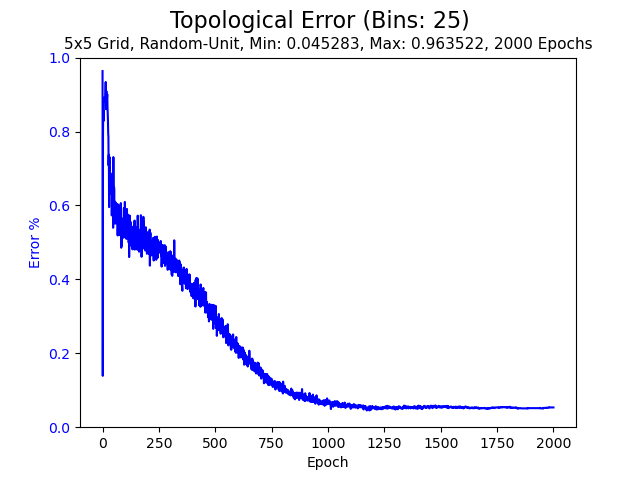 Topological Error (Bins: 25)
5x5 Grid, Random-Unit, Min: 0.045283, Max: 0.963522, 2000 Epochs
1.0
0.8
0.6
0.4
0.2
0.0
Error %
0 250 500 750 1000 1250 1500 1750 2000
Epoch